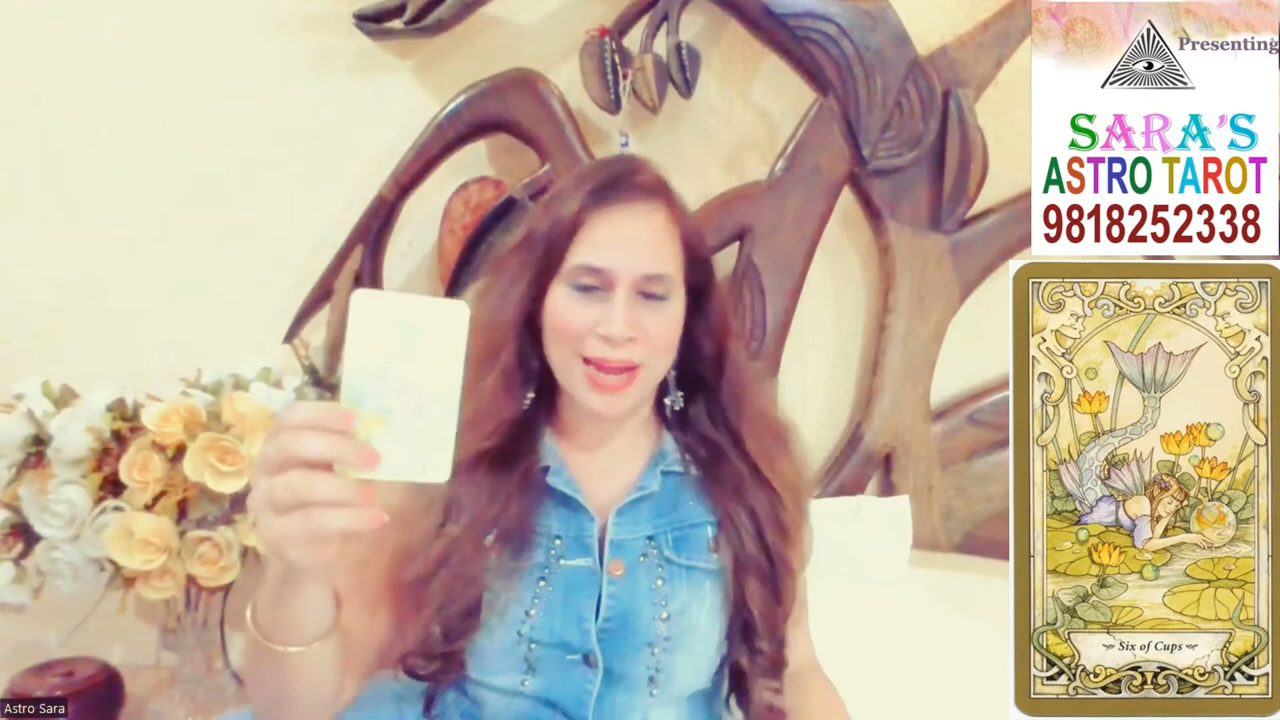 Presenting
SARA'S
ASTRO TAROT
9818252338
Six of Cups
Astro Sara